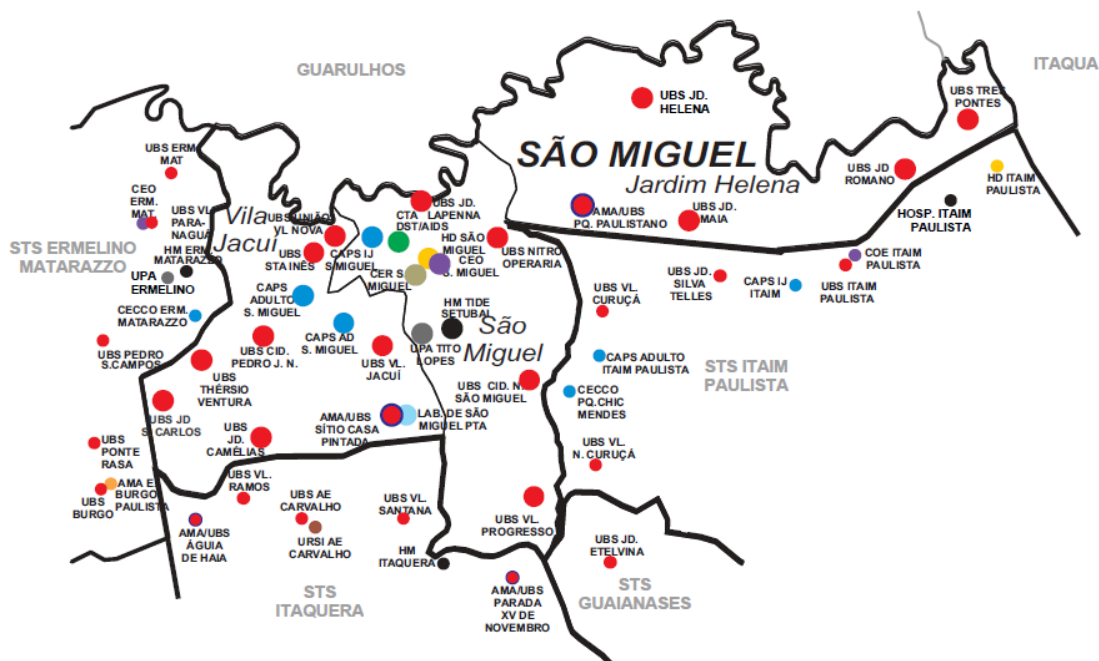 GUARULHOS
ITAQUA
UBS TRES
PONTES
UBS JD.
HELENA
UBS ERM.
MAT
SÃO MIGUEL
Jardim Helena
UBS JD
ROMANO
HD ITAIM
PAULISTA
CEO
ERM.
MAT.
UBS VL.
PARA-
NAGUÁ
Vila
Jacuí
UBS UNIÃO
VL NOVA
UBS JD.
LAPENNA
CTA
DST/AIDS
AMA/UBS
PQ. PAULISTANO
UBS JD.
MAIA
HOSP. ITAIM
PAULISTA
STS ERMELINO
MATARAZZO
HM ERM.
MATARAZZO
UPA
ERMELINO
UBS
STA INÊS
CAPS IJ
S MIGUEL
HD SÃO
MIGUEL
CEO
S. MIGUEL
UBS NITRO
OPERARIA
CER S.
MIGUEL
COE ITAIM
PAULISTA
UBS JD.
SILVA
TELLES
CAPS IJ
ITAIM
UBS ITAIM
PAULISTA
CECCO ERM.
MATARAZZO
CAPS
ADULTO
S. MIGUEL
HM TIDE
SETUBAL
UBS VL.
CURUÇÁ
UBS PEDRO
S.CAMPOS
UBS CID.
PEDRO J. N.
CAPS AD
S. MIGUEL
UBS VL.
JACUÍ
UPA TITO
LOPES
São
Miguel
CAPS ADULTO
ITAIM PAULISTA
STS ITAIM
PAULISTA
UBS
THÉRSIO
VENTURA
UBS CID. N.
SÃO MIGUEL
CECCO
PQ.CHIC
MENDES
UBS JD
S CARLOS
UBS
JD.
CAMÉLIAS
AMA/UBS
SÍTIO CASA
PINTADA
LAB. DE SÃO
MIGUEL PTA
UBS
PONTE
RASA
UBS VL.
N. CURUÇÁ
AMA E.
BURGO
PAULISTA
UBS
BURGO
UBS VL.
RAMOS
UBS AE
CARVALHO
UBS VL.
SANTANA
UBS VL.
PROGRESSO
AMA/UBS
ÁGUIA
DE HAIA
URSI AE
CARVALHO
HM
ITAQUERA
UBS JD.
ETELVINA
STS
ITAQUERA
AMA/UBS
PARADA
XV DE
NOVEMBRO
STS
GUAIANASES